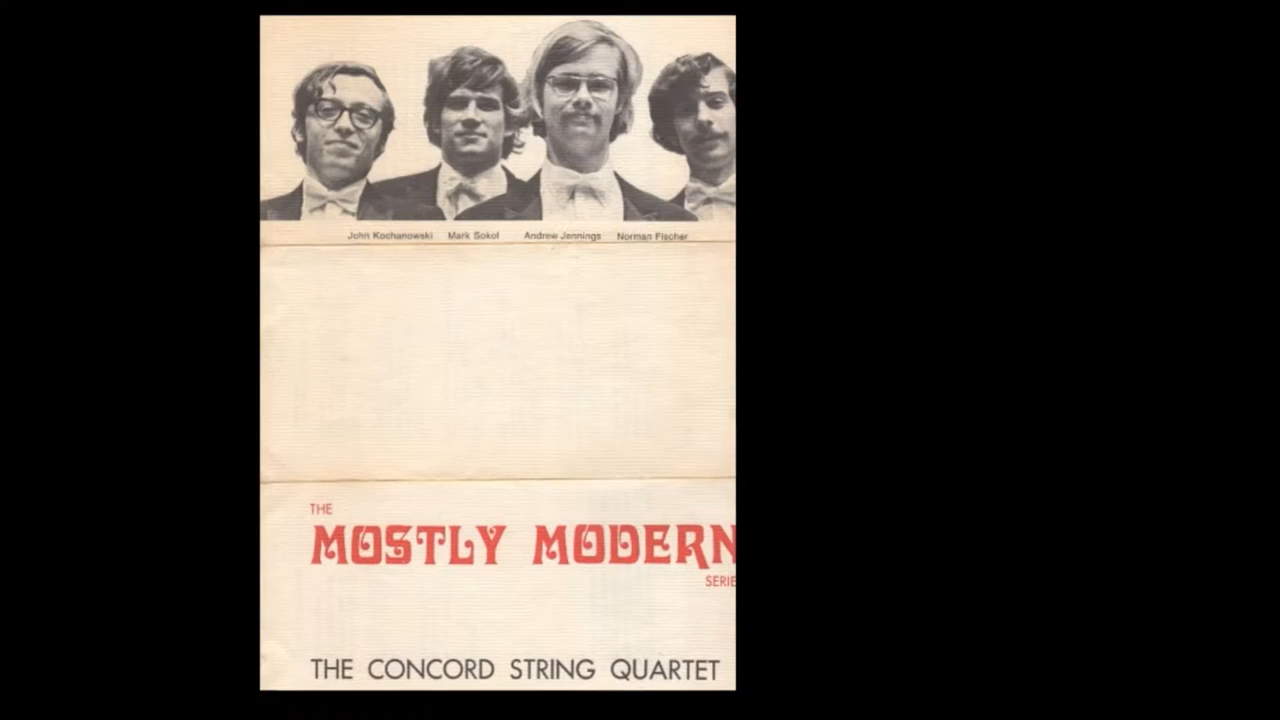 John Kochanowski Mark Sokol Andrew Jennings Norman Fischer
THE
MOSTLY MODERN
SERIE
THE CONCORD STRING QUARTET